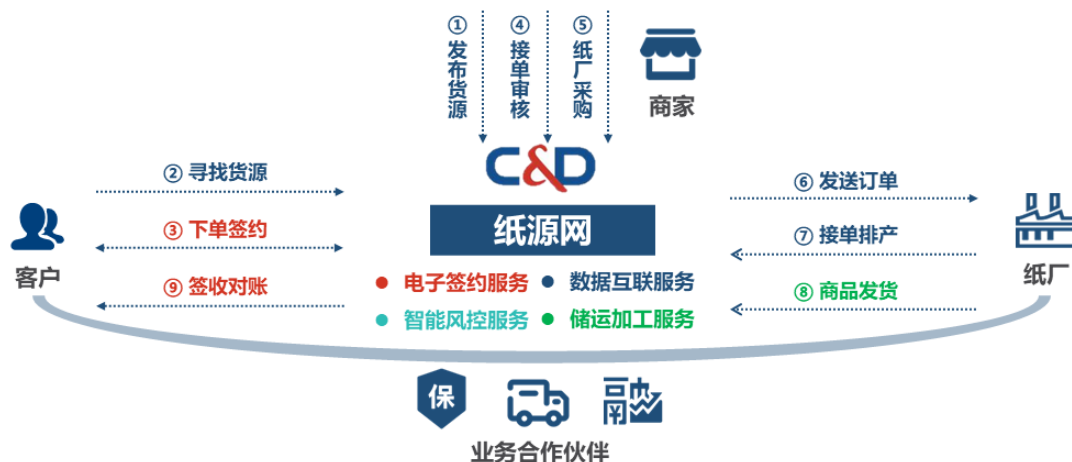 ① 发布货源
④ 接单审核
⑤ 纸厂采购
商家
C&D
纸源网
② 寻找货源
③ 下单签约
⑨ 签收对账
客户
⑥ 发送订单
⑦ 接单排产
⑧ 商品发货
纸厂
电子签约服务
数据互联服务
智能风控服务
储运加工服务
保
融
业务合作伙伴